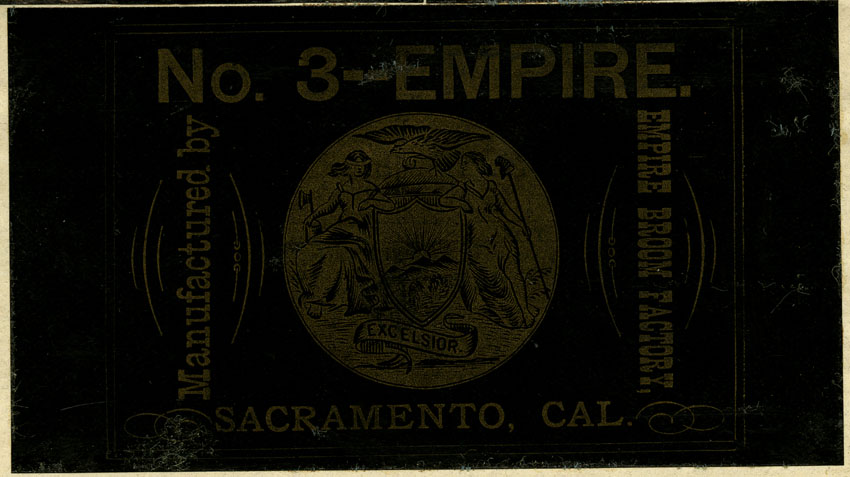 No. 3-EMPIRE.
Manufactured by
EMPIRE BROOM FACTORY,
EXCELSIOR.
SACRAMENTO, CAL.